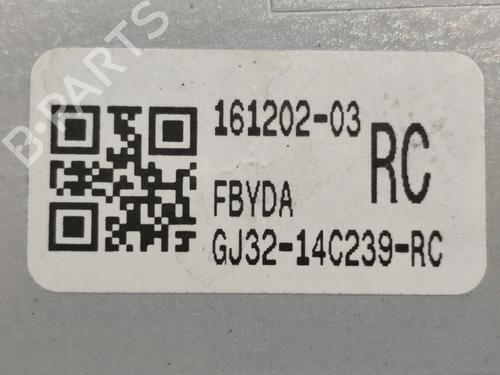 B-PARTS
161202-03
RC
FBYDA
GJ32-14C239-RC